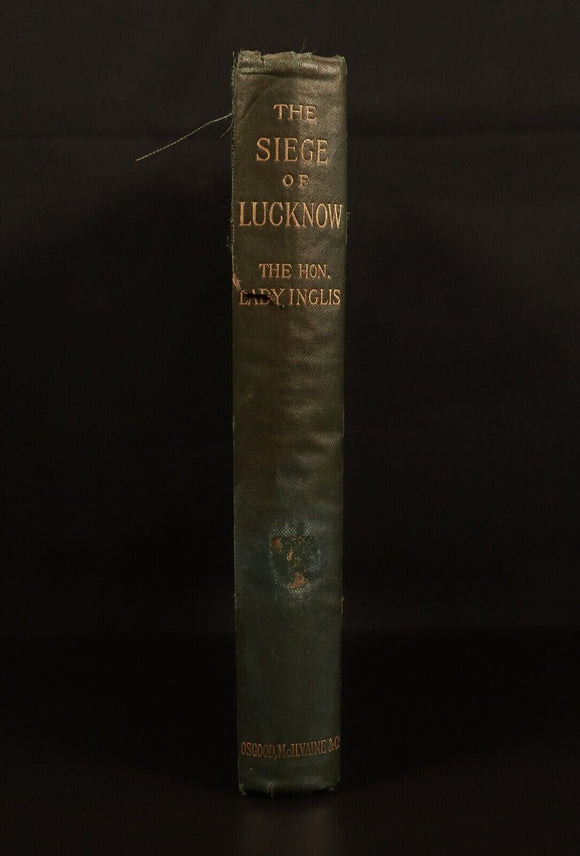 THE
SIEGE
OF
LUCKNOW
THE HON.
LADY INGLIS
OSGOOD, McILVAINE & Co